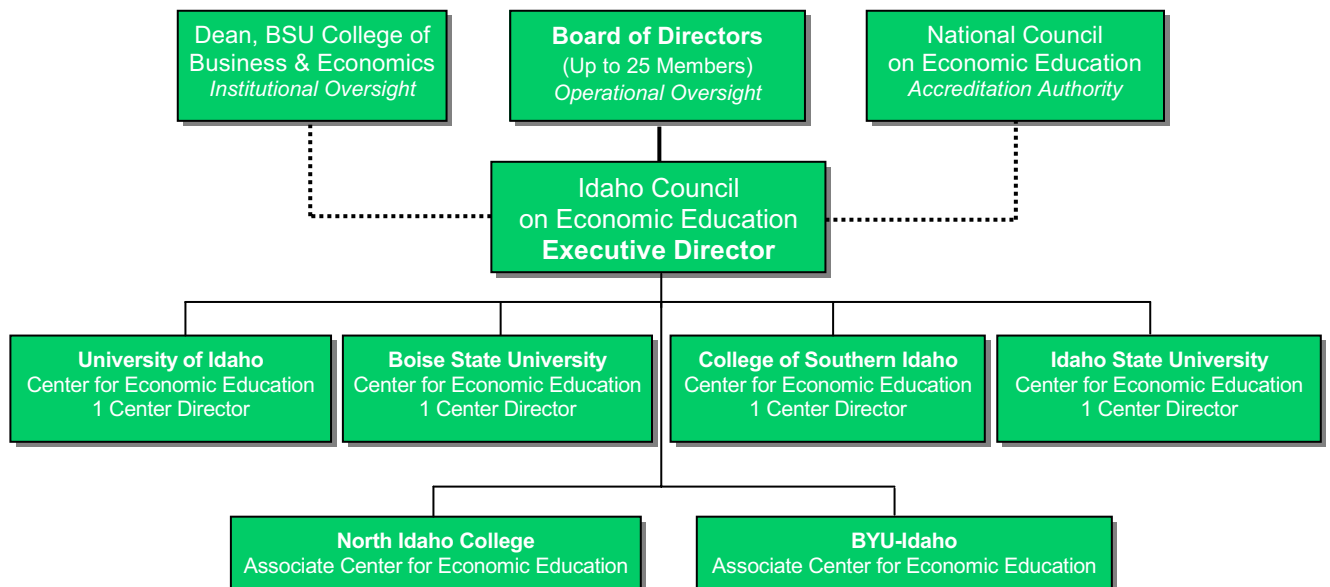 Dean, BSU College of
Business & Economics
Institutional Oversight
Board of Directors
(Up to 25 Members)
Operational Oversight
National Council
on Economic Education
Accreditation Authority
Idaho Council
on Economic Education
Executive Director
University of Idaho
Center for Economic Education
1 Center Director
Boise State University
Center for Economic Education
1 Center Director
College of Southern Idaho
Center for Economic Education
1 Center Director
Idaho State University
Center for Economic Education
1 Center Director
North Idaho College
Associate Center for Economic Education
BYU-Idaho
Associate Center for Economic Education